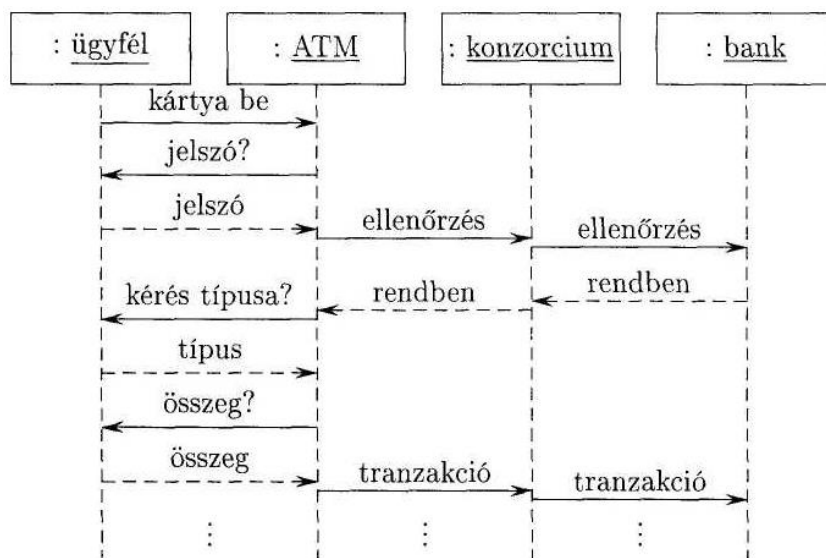 : ügyfél
: ATM
: konzorcium
: bank
kártya be
jelszó?
jelszó
ellenőrzés
ellenőrzés
kérés típusa?
rendben
rendben
típus
összeg?
összeg
tranzakció
tranzakció